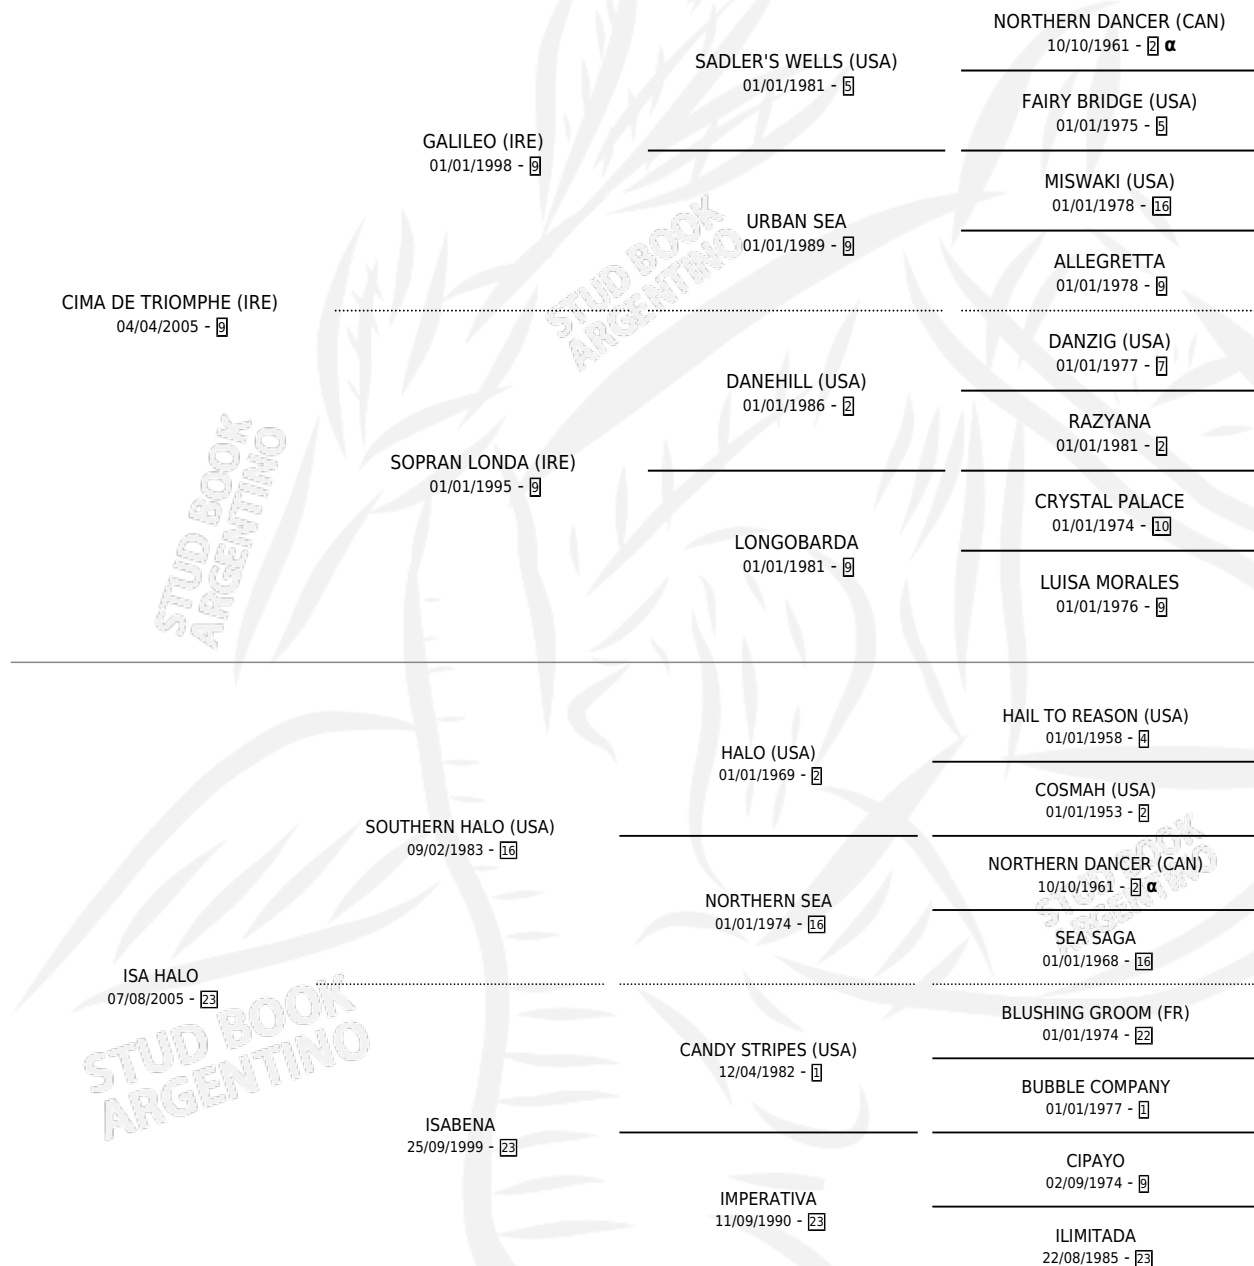 NORTHERN DANCER (CAN)
10/10/1961 - 2 α
SADLER'S WELLS (USA)
01/01/1981 - 5
FAIRY BRIDGE (USA)
01/01/1975 - 5
GALILEO (IRE)
01/01/1998 - 9
MISWAKI (USA)
01/01/1978 - 16
URBAN SEA
01/01/1989 - 9
ALLEGRETTA
01/01/1978 - 9
CIMA DE TRIOMPHE (IRE)
04/04/2005 - 9
DANZIG (USA)
01/01/1977 - 7
DANEHILL (USA)
01/01/1986 - 2
RAZYANA
01/01/1981 - 2
SOPRAN LONDA (IRE)
01/01/1995 - 9
CRYSTAL PALACE
01/01/1974 - 10
LONGOBARDA
01/01/1981 - 9
LUISA MORALES
01/01/1976 - 9
HAIL TO REASON (USA)
01/01/1958 - 4
HALO (USA)
01/01/1969 - 2
COSMAH (USA)
01/01/1953 - 2
SOUTHERN HALO (USA)
09/02/1983 - 16
NORTHERN DANCER (CAN)
10/10/1961 - 2 α
NORTHERN SEA
01/01/1974 - 16
SEA SAGA
01/01/1968 - 16
ISA HALO
07/08/2005 - 23
BLUSHING GROOM (FR)
01/01/1974 - 22
CANDY STRIPES (USA)
12/04/1982 - 1
BUBBLE COMPANY
01/01/1977 - 1
ISABENA
25/09/1999 - 23
CIPAYO
02/09/1974 - 9
IMPERATIVA
11/09/1990 - 23
ILIMITADA
22/08/1985 - 23
STUD BOOK
ARGENTINO
STUD BOOK
ARGENTINO
STUD BOOK
ARGENTINO
STUD BOOK
ARGENTINO